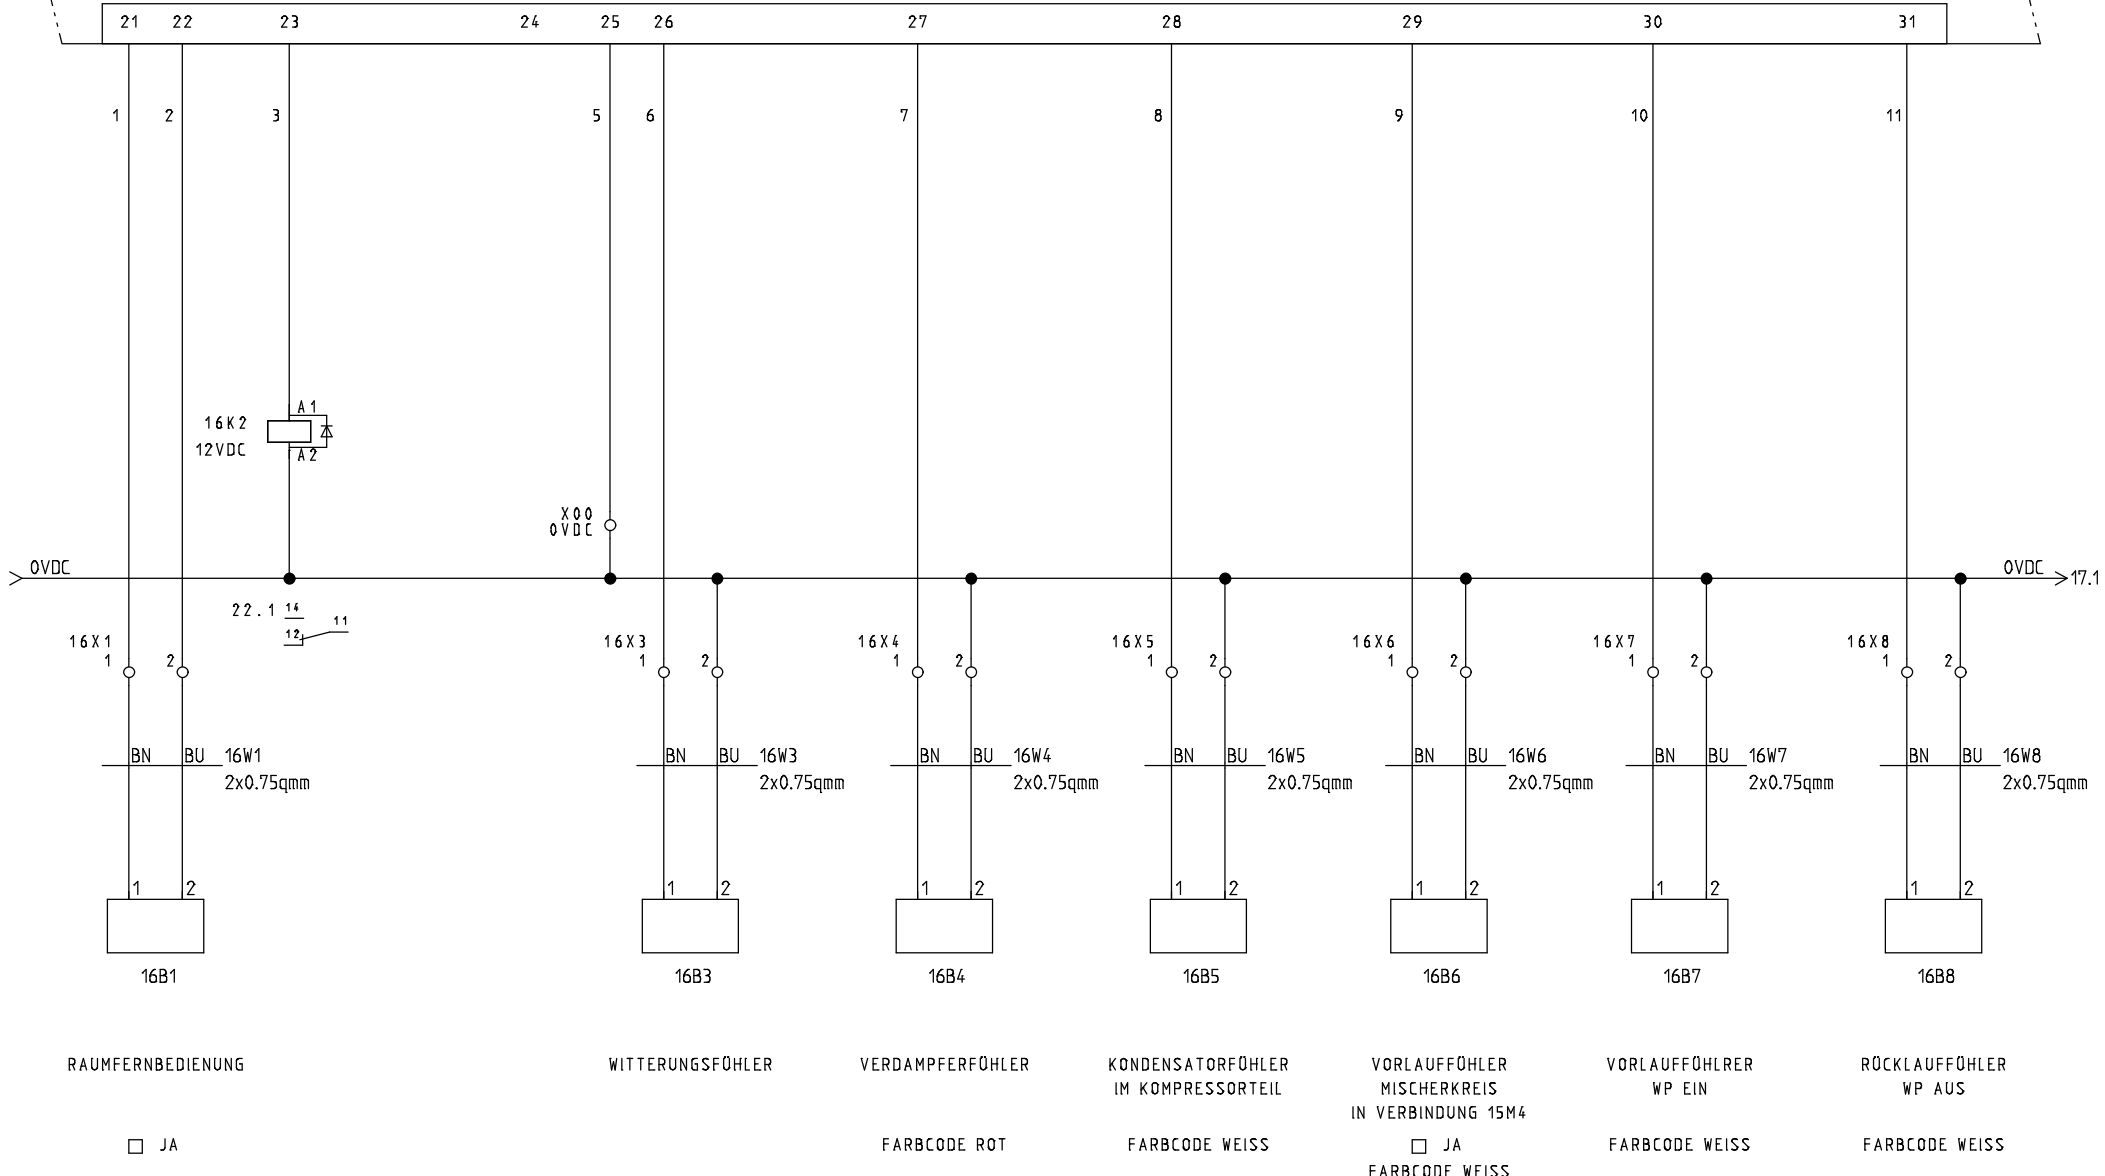 21 22 23 24 25 26 27 28 29 30 31
1 2 3 5 6 7 8 9 10 11
A1
16K2
12VDC
A2
X00
0VDC
0VDC 0VDC 17.1
22.1 14
11
12
16X1 16X3 16X4 16X5 16X6 16X7 16X8
1 2 1 2 1 2 1 2 1 2 1 2 1 2
BN BU 16W1 BN BU 16W3 BN BU 16W4 BN BU 16W5 BN BU 16W6 BN BU 16W7 BN BU 16W8
2x0.75qmm 2x0.75qmm 2x0.75qmm 2x0.75qmm 2x0.75qmm 2x0.75qmm 2x0.75qmm
1 2 1 2 1 2 1 2 1 2 1 2 1 2
16B1 16B3 16B4 16B5 16B6 16B7 16B8
RAUMFERNBEDIENUNG WITTERUNGSFÜHLER VERDAMPFERFÜHLER KONDENSATORFÜHLER VORLAUFFÜHLER VORLAUFFÜHLRER RÜCKLAUFFÜHLER
IM KOMPRESSORTEIL MISCHERKREIS WP EIN WP AUS
IN VERBINDUNG 15M4
JA FARBCODE ROT FARBCODE WEISS JA FARBCODE WEISS FARBCODE WEISS
FARBCODE WEISS